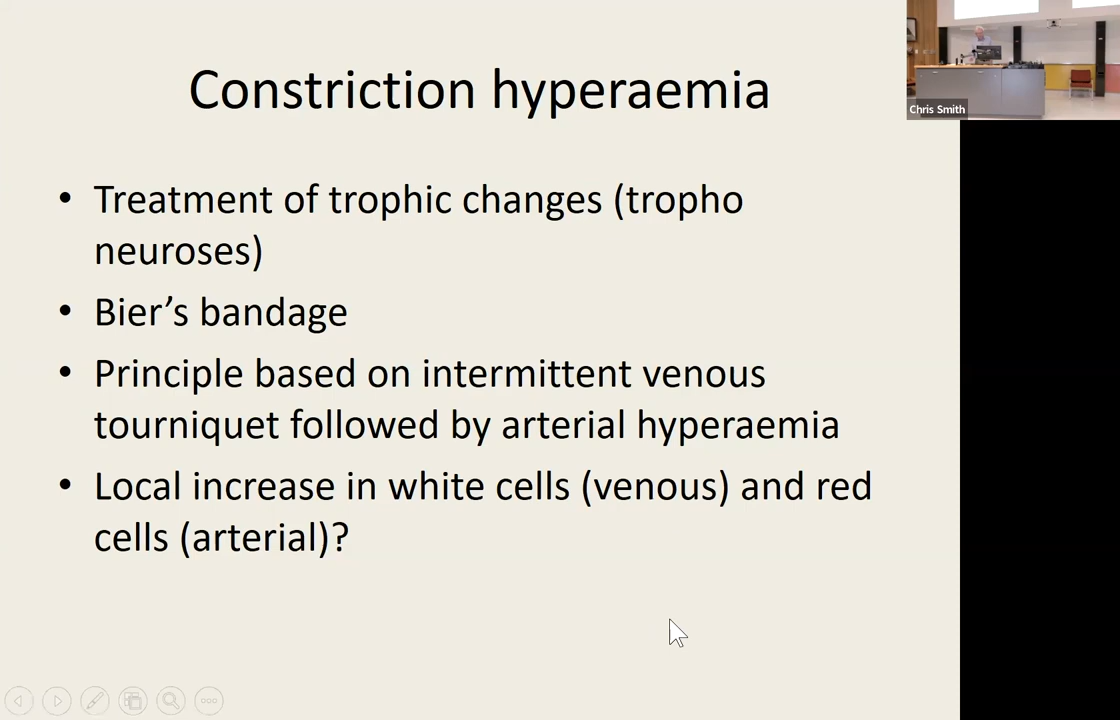 Constriction hyperaemia
• Treatment of trophic changes (tropho
neuroses)
• Bier’s bandage
• Principle based on intermittent venous
tourniquet followed by arterial hyperaemia
• Local increase in white cells (venous) and red
cells (arterial)?
Chris Smith